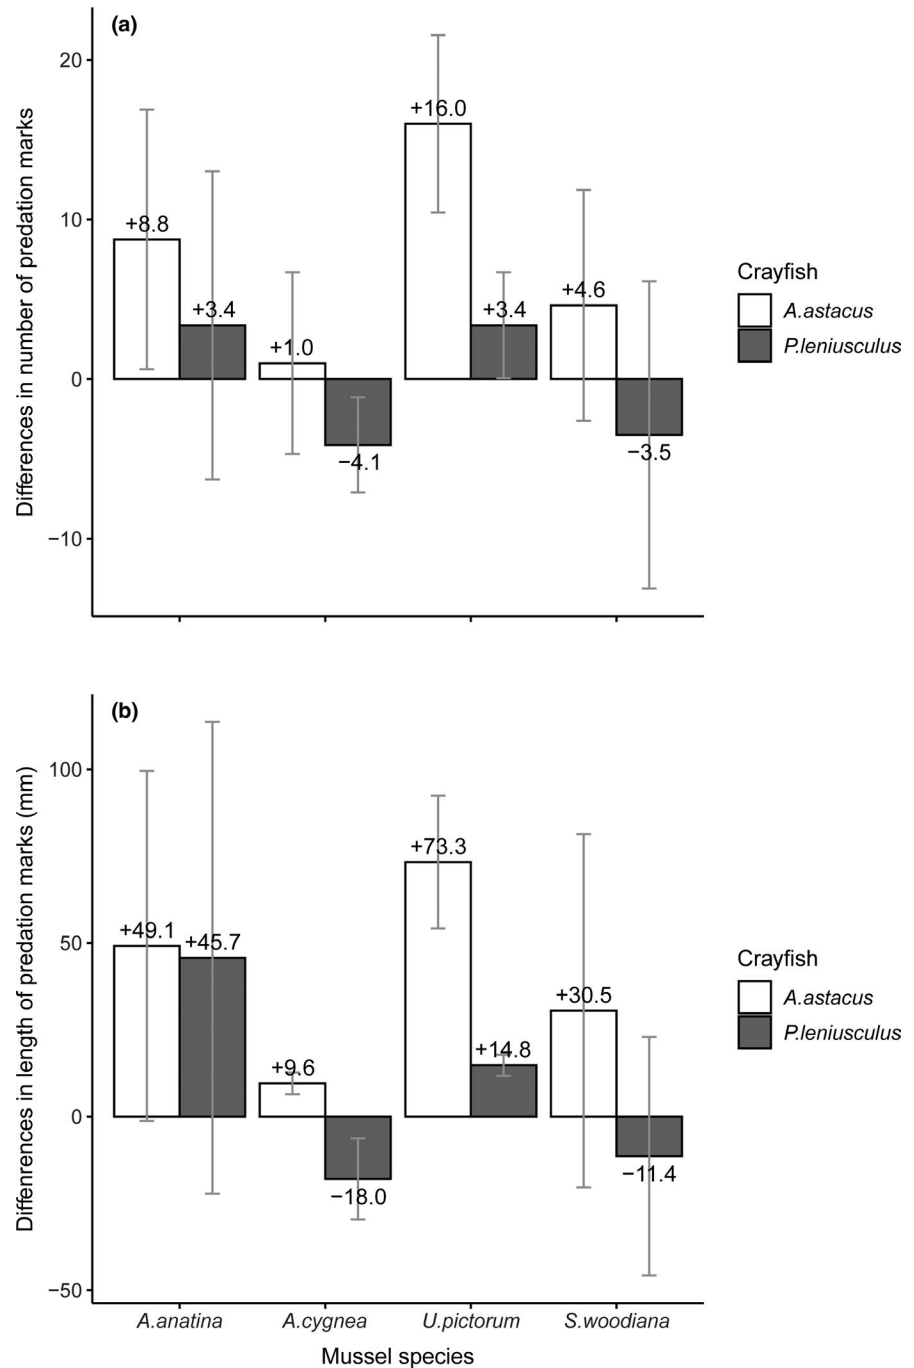 (a)
Differences in number of predation marks
20
10
0
−10
+8.8
+3.4
+1.0
−4.1
+16.0
+3.4
+4.6
−3.5
Crayfish
A.astacus
P.leniusculus
(b)
Diffenrences in length of predation marks (mm)
100
50
0
−50
+49.1
+45.7
+9.6
−18.0
+73.3
+14.8
+30.5
−11.4
Crayfish
A.astacus
P.leniusculus
A.anatina
A.cygnea
U.pictorum
S.woodiana
Mussel species